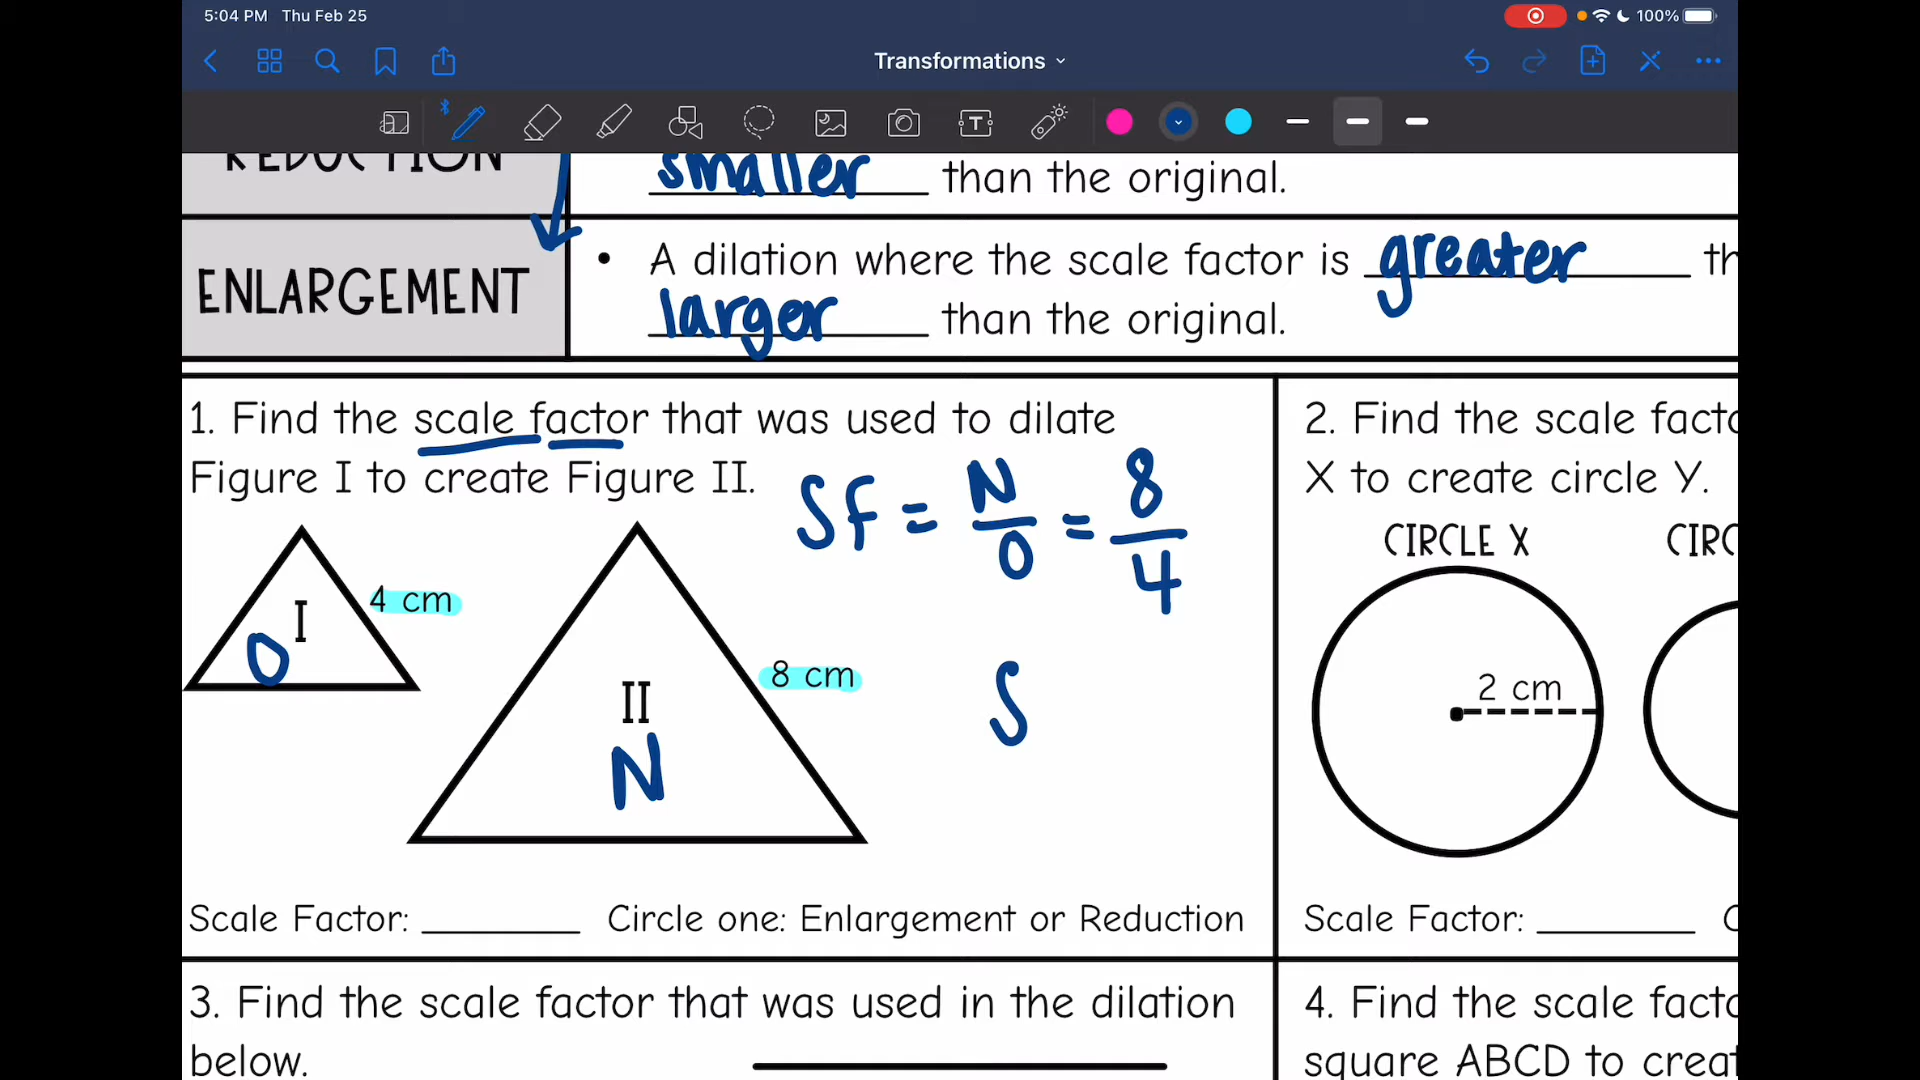 5:04 PM Thu Feb 25
100%
Transformations
T
REDUCTION
smaller than the original.
ENLARGEMENT
• A dilation where the scale factor is greater
larger than the original.
1. Find the scale factor that was used to dilate
Figure I to create Figure II.
SF = N/O = 8/4
I
O
4 cm
II
N
8 cm
S
Scale Factor: ________ Circle one: Enlargement or Reduction
2. Find the scale
X to create circle Y.
CIRCLE X
2 cm
Scale Factor: ________
3. Find the scale factor that was used in the dilation
below.
4. Find the scale
square ABCD to